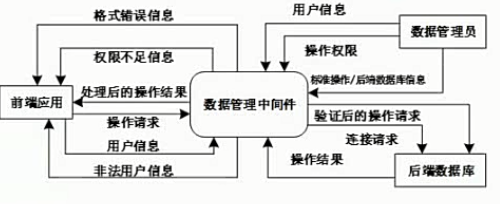 格式错误信息
用户信息
数据管理员
权限不足信息
操作权限
标准操作/后端数据库信息
处理后的操作结果
前端应用
数据管理中间件
操作请求
验证后的操作请求
用户信息
连接请求
操作结果
后端数据库
非法用户信息